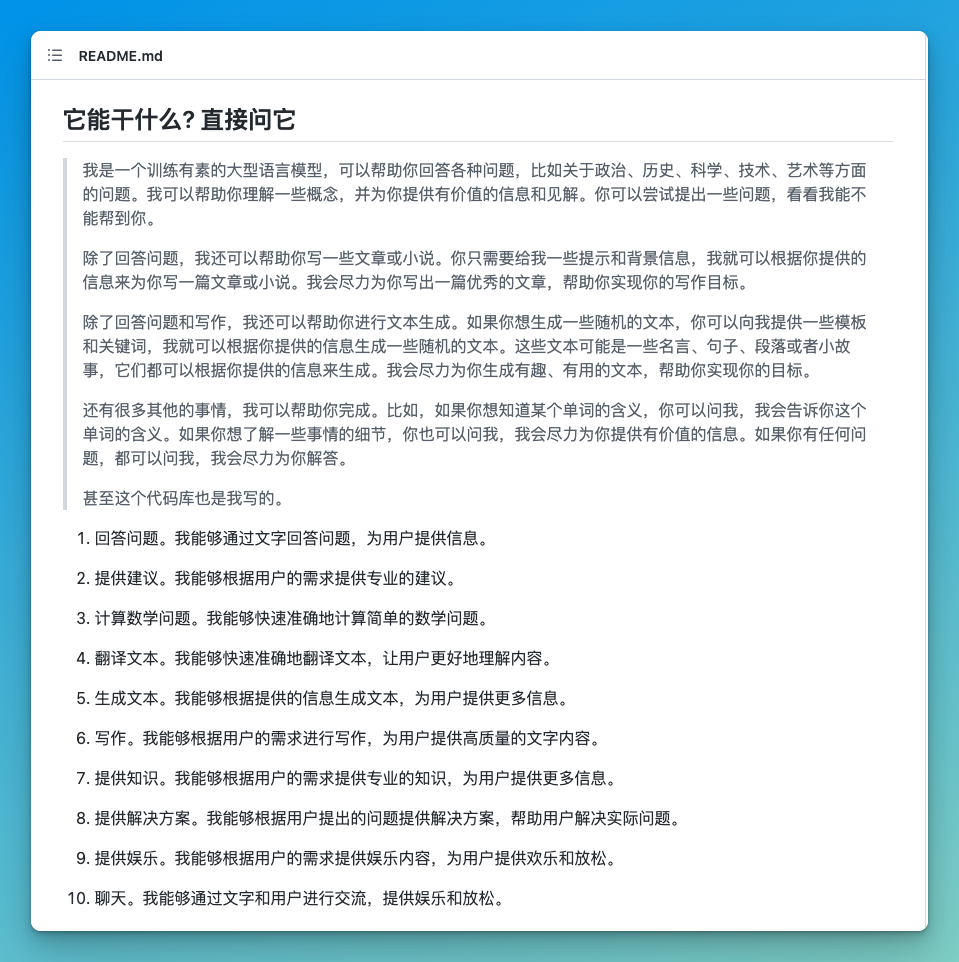 README.md
它能干什么? 直接问它
我是一个训练有素的大型语言模型，可以帮助你回答各种问题，比如关于政治、历史、科学、技术、艺术等方面
的问题。我可以帮助你理解一些概念，并为你提供有价值的信息和见解。你可以尝试提出一些问题，看看我能不
能帮到你。
除了回答问题，我还可以帮助你写一些文章或小说。你只需要给我一些提示和背景信息，我就可以根据你提供的
信息来为你写一篇文章或小说。我会尽力为你写出一篇优秀的文章，帮助你实现你的写作目标。
除了回答问题和写作，我还可以帮助你进行文本生成。如果你想生成一些随机的文本，你可以向我提供一些模板
和关键词，我就可以根据你提供的信息生成一些随机的文本。这些文本可能是一些名言、句子、段落或者小故
事，它们都可以根据你提供的信息来生成。我会尽力为你生成有趣、有用的文本，帮助你实现你的目标。
还有很多其他的事情，我可以帮助你完成。比如，如果你想知道某个单词的含义，你可以问我，我会告诉你这个
单词的含义。如果你想了解一些事情的细节，你也可以问我，我会尽力为你提供有价值的信息。如果你有任何问
题，都可以问我，我会尽力为你解答。
甚至这个代码库也是我写的。
1. 回答问题。我能够通过文字回答问题，为用户提供信息。
2. 提供建议。我能够根据用户的需求提供专业的建议。
3. 计算数学问题。我能够快速准确地计算简单的数学问题。
4. 翻译文本。我能够快速准确地翻译文本，让用户更好地理解内容。
5. 生成文本。我能够根据提供的信息生成文本，为用户提供更多信息。
6. 写作。我能够根据用户的需求进行写作，为用户提供高质量的文字内容。
7. 提供知识。我能够根据用户的需求提供专业的知识，为用户提供更多信息。
8. 提供解决方案。我能够根据用户提出的问题提供解决方案，帮助用户解决实际问题。
9. 提供娱乐。我能够根据用户的需求提供娱乐内容，为用户提供欢乐和放松。
10. 聊天。我能够通过文字和用户进行交流，提供娱乐和放松。